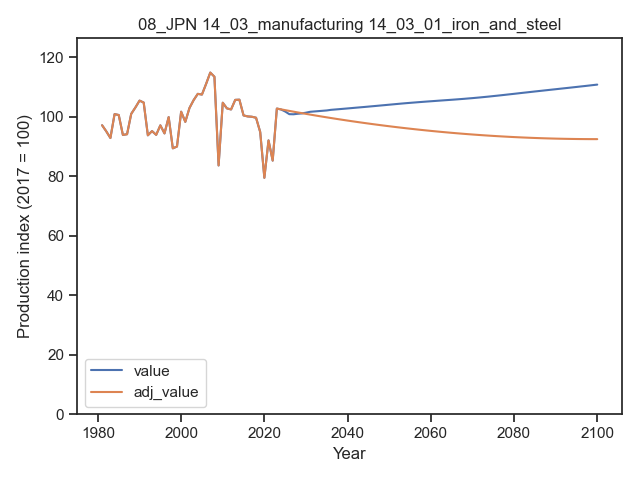 08_JPN 14_03_manufacturing 14_03_01_iron_and_steel
Production index (2017 = 100)
120
100
80
60
40
20
0
value
adj_value
1980
2000
2020
2040
2060
2080
2100
Year